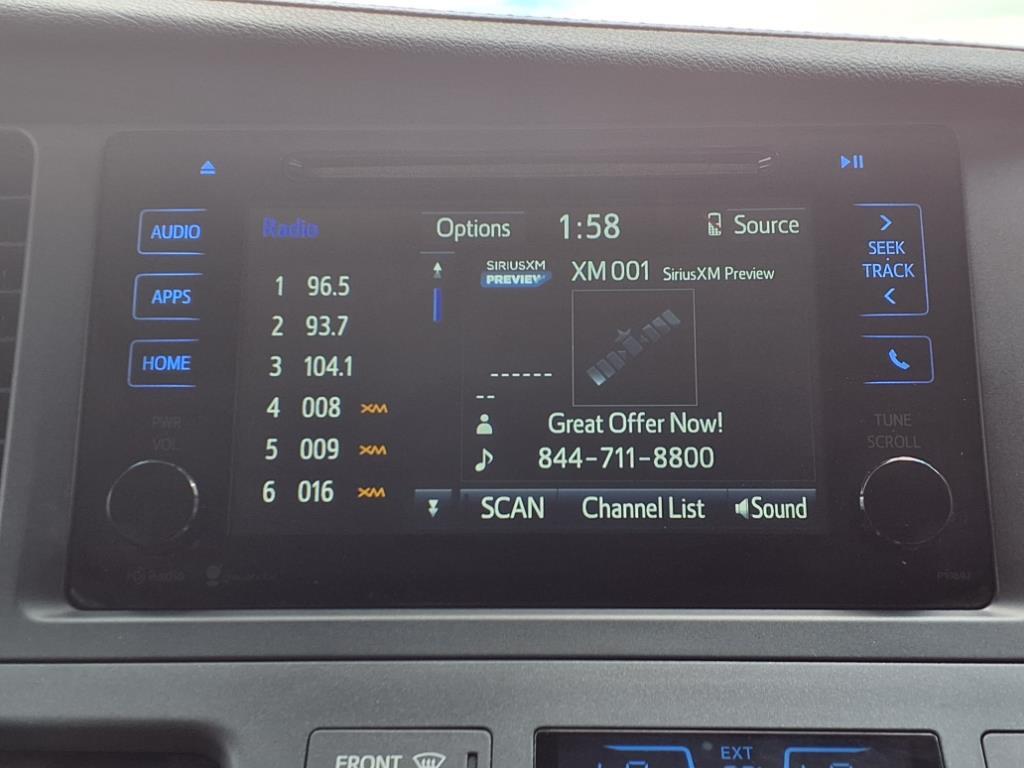 AUDIO
APPS
HOME
PWR
VOL
Radio
Options
1:58
Source
1 96.5
2 93.7
3 104.1
4 008 XM
5 009 XM
6 016 XM
SIRIUSXM
PREVIEW
XM 001 SiriusXM Preview
------
--
Great Offer Now!
844-711-8800
SCAN
Channel List
Sound
SEEK
TRACK
TUNE
SCROLL
FRONT
EXT